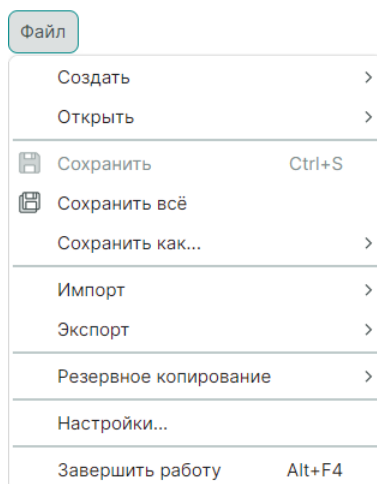 Файл
Создать
Открыть
Сохранить Ctrl+S
Сохранить всё
Сохранить как...
Импорт
Экспорт
Резервное копирование
Настройки...
Завершить работу Alt+F4